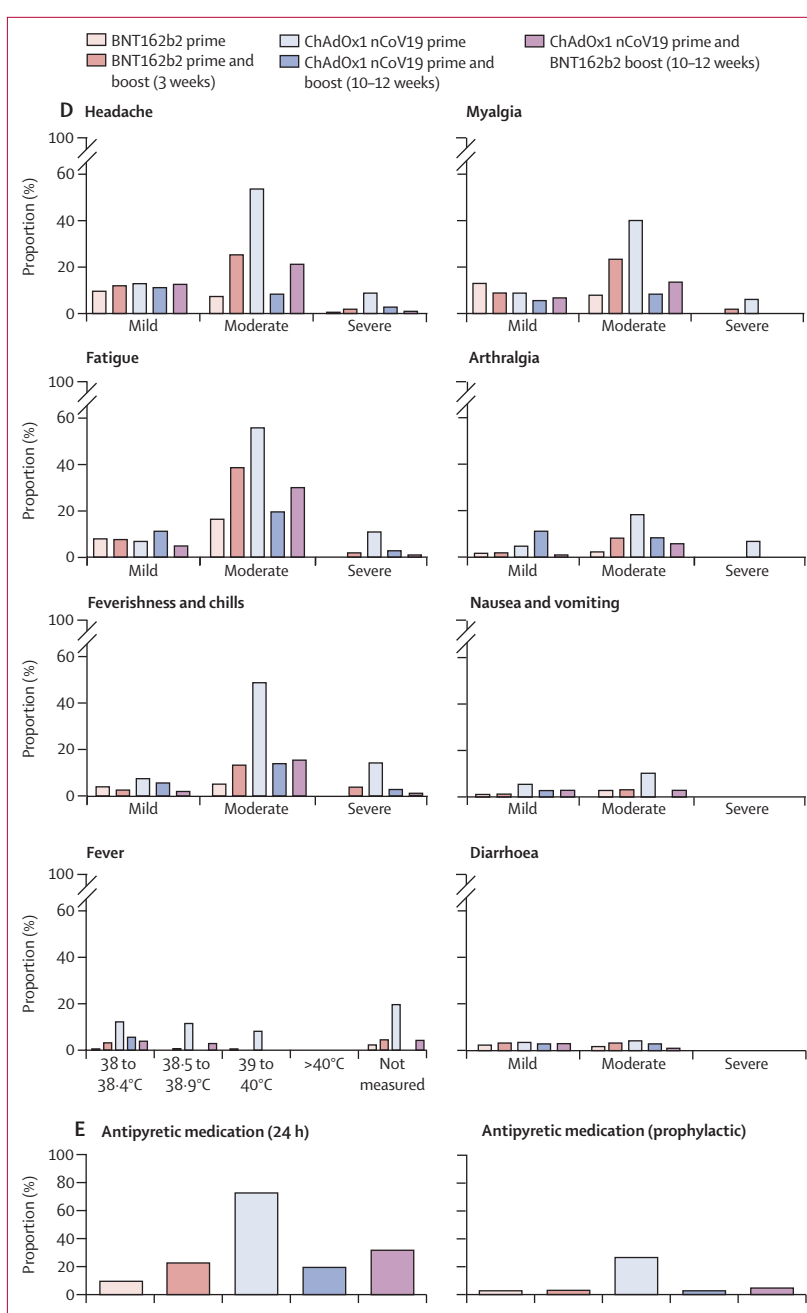 BNT162b2 prime
BNT162b2 prime and
boost (3 weeks)
ChAdOx1 nCoV19 prime
ChAdOx1 nCoV19 prime and
boost (10–12 weeks)
ChAdOx1 nCoV19 prime and
BNT162b2 boost (10–12 weeks)
D
Headache
Proportion (%)
100
60
40
20
0
Mild Moderate Severe
Myalgia
Mild Moderate Severe
Fatigue
Proportion (%)
100
60
40
20
0
Mild Moderate Severe
Arthralgia
Mild Moderate Severe
Feverishness and chills
Proportion (%)
100
60
40
20
0
Mild Moderate Severe
Nausea and vomiting
Mild Moderate Severe
Fever
Proportion (%)
100
60
40
20
0
38 to
38·4°C
38·5 to
38·9°C
39 to
40°C
>40°C
Not
measured
Diarrhoea
Mild Moderate Severe
E
Antipyretic medication (24 h)
Proportion (%)
100
80
60
40
20
0
Antipyretic medication (prophylactic)